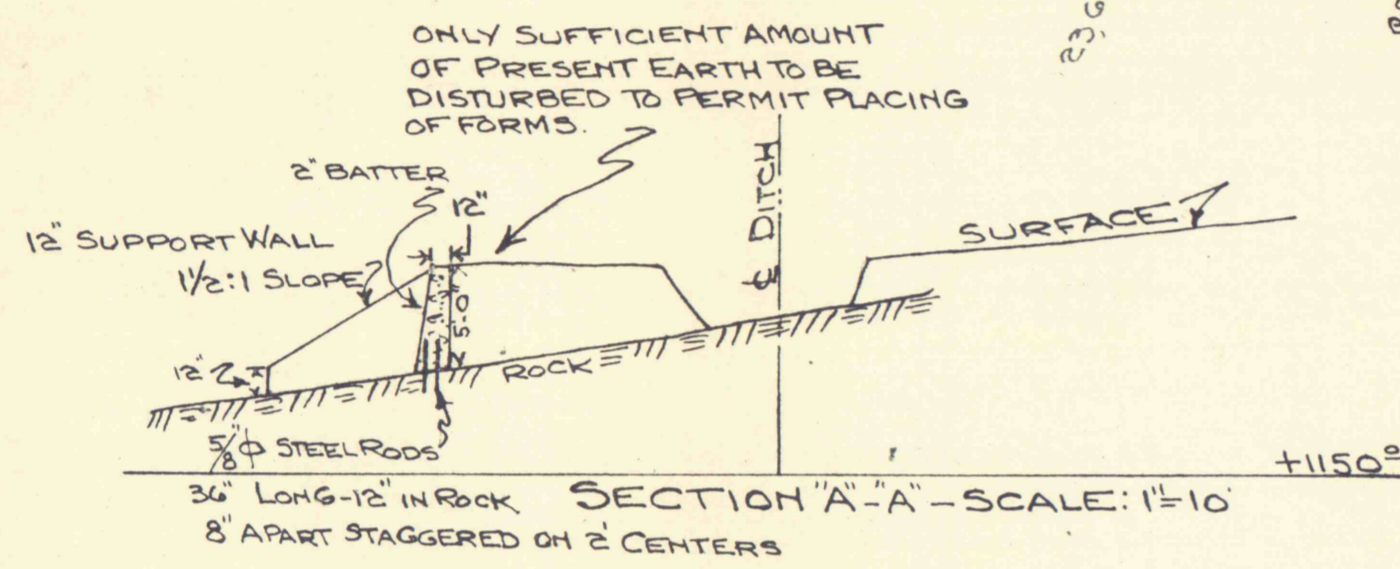 ONLY SUFFICIENT AMOUNT
OF PRESENT EARTH TO BE
DISTURBED TO PERMIT PLACING
OF FORMS.
23,6
2" BATTER
12"
12" SUPPORT WALL
1½:1 SLOPE
℄ DITCH
SURFACE
5'-0"
12"
ROCK
5/8" ϕ STEEL RODS
+1150°
36" LONG-12" IN ROCK
8" APART STAGGERED ON 2' CENTERS
SECTION "A"-"A" - SCALE: 1"=10'